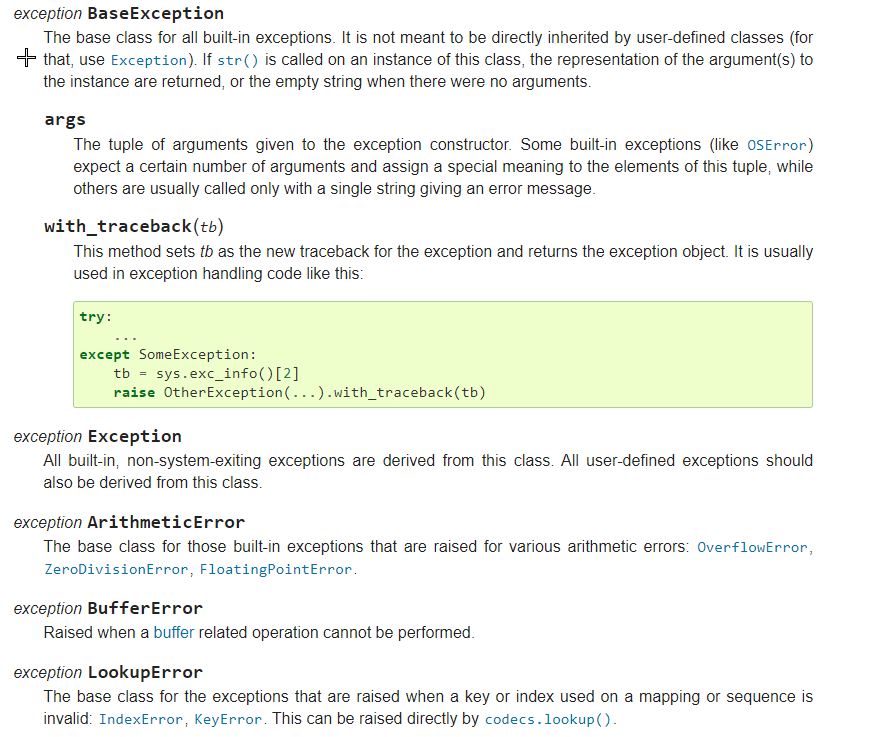 exception BaseException
The base class for all built-in exceptions. It is not meant to be directly inherited by user-defined classes (for
that, use Exception). If str() is called on an instance of this class, the representation of the argument(s) to
the instance are returned, or the empty string when there were no arguments.
args
The tuple of arguments given to the exception constructor. Some built-in exceptions (like OSError)
expect a certain number of arguments and assign a special meaning to the elements of this tuple, while
others are usually called only with a single string giving an error message.
with_traceback(tb)
This method sets tb as the new traceback for the exception and returns the exception object. It is usually
used in exception handling code like this:
try:
    ...
except SomeException:
    tb = sys.exc_info()[2]
    raise OtherException(...).with_traceback(tb)
exception Exception
All built-in, non-system-exiting exceptions are derived from this class. All user-defined exceptions should
also be derived from this class.
exception ArithmeticError
The base class for those built-in exceptions that are raised for various arithmetic errors: OverflowError,
ZeroDivisionError, FloatingPointError.
exception BufferError
Raised when a buffer related operation cannot be performed.
exception LookupError
The base class for the exceptions that are raised when a key or index used on a mapping or sequence is
invalid: IndexError, KeyError. This can be raised directly by codecs.lookup().